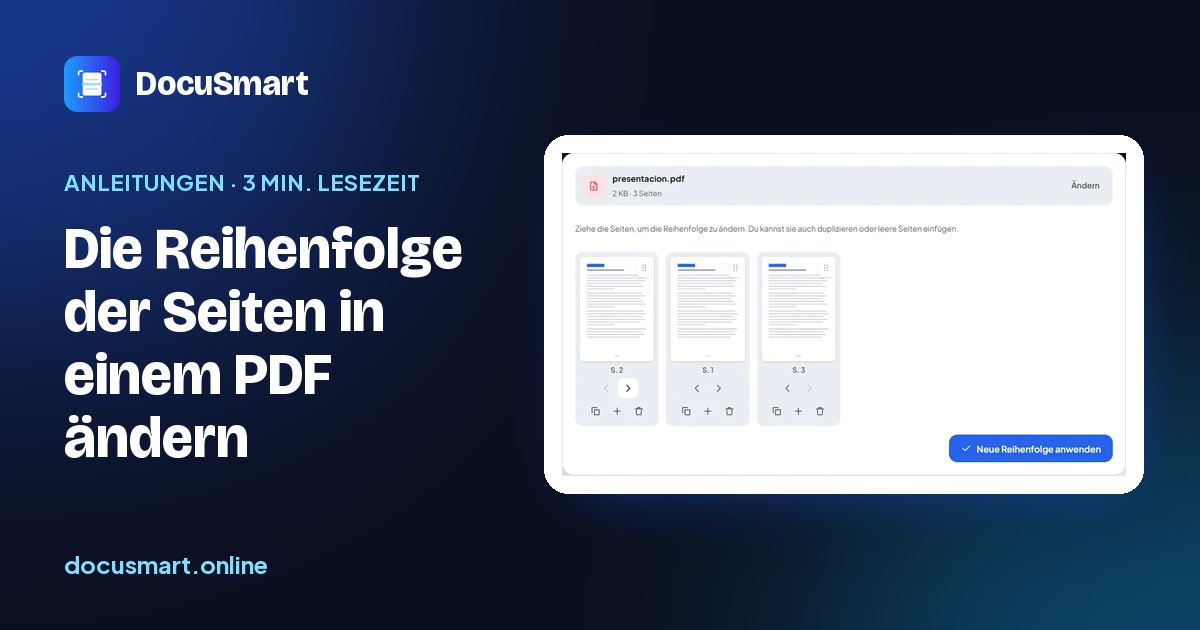 DocuSmart
ANLEITUNGEN · 3 MIN. LESEZEIT
Die Reihenfolge
der Seiten in
einem PDF
ändern
docusmart.online
presentacion.pdf
2 KB · 3 Seiten
Ändern
Ziehe die Seiten, um die Reihenfolge zu ändern. Du kannst sie auch duplizieren oder leere Seiten einfügen.
S. 2
S. 1
S. 3
Neue Reihenfolge anwenden